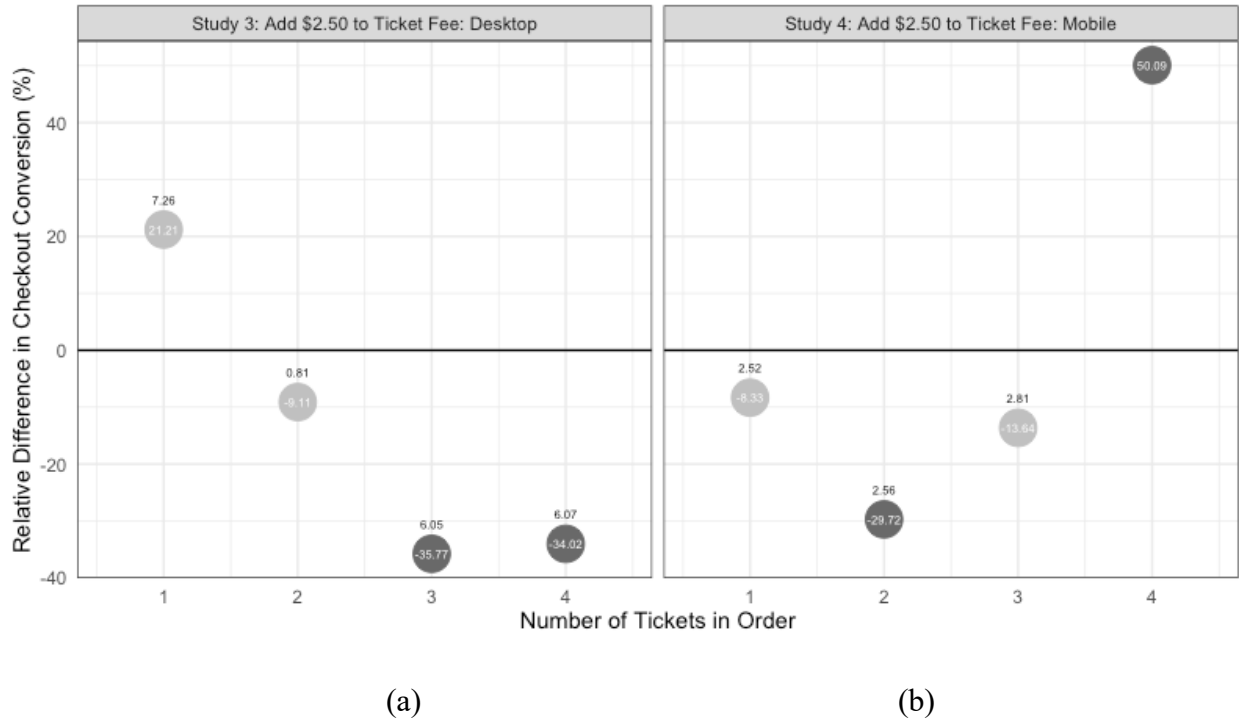 Study 3: Add $2.50 to Ticket Fee: Desktop
Study 4: Add $2.50 to Ticket Fee: Mobile
Relative Difference in Checkout Conversion (%)
40
20
0
-20
-40
7.26
21.21
0.81
-9.11
6.05
-35.77
6.07
-34.02
50.09
2.52
-8.33
2.56
-29.72
2.81
-13.64
1 2 3 4
1 2 3 4
Number of Tickets in Order
(a)
(b)